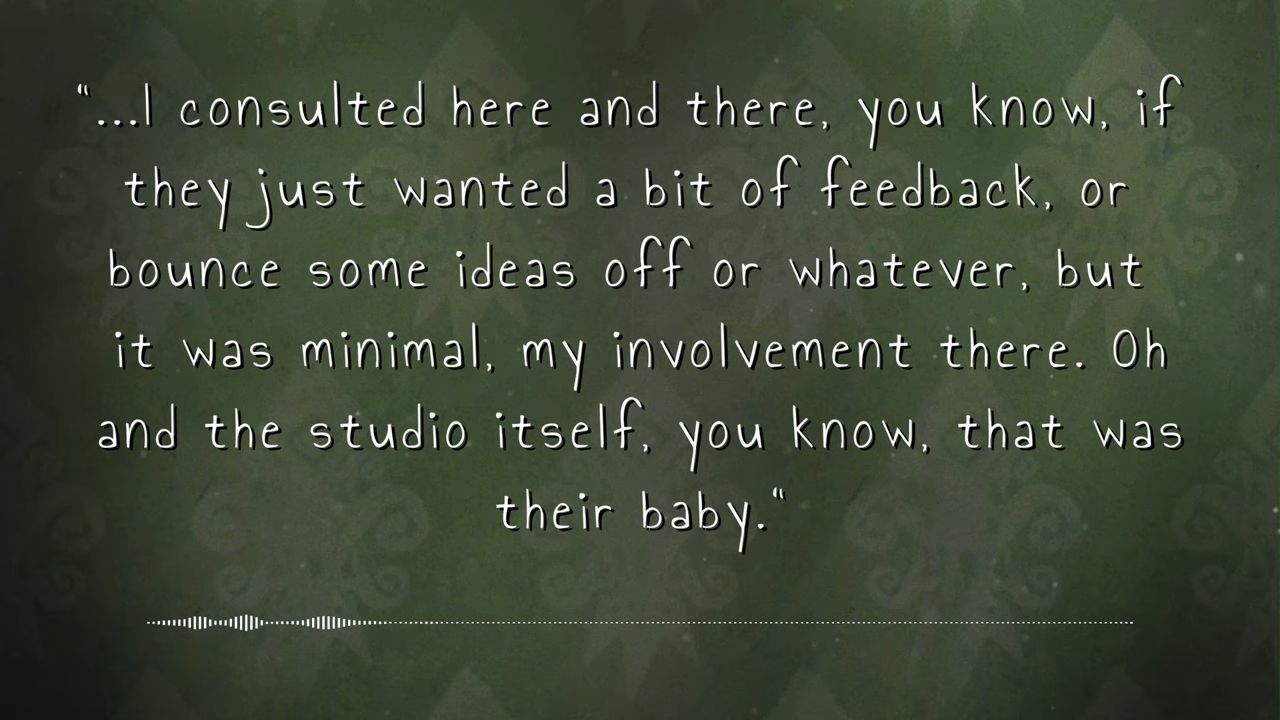 “...I consulted here and there, you know, if
they just wanted a bit of feedback, or
bounce some ideas off or whatever, but
it was minimal, my involvement there. Oh
and the studio itself, you know, that was
their baby.“